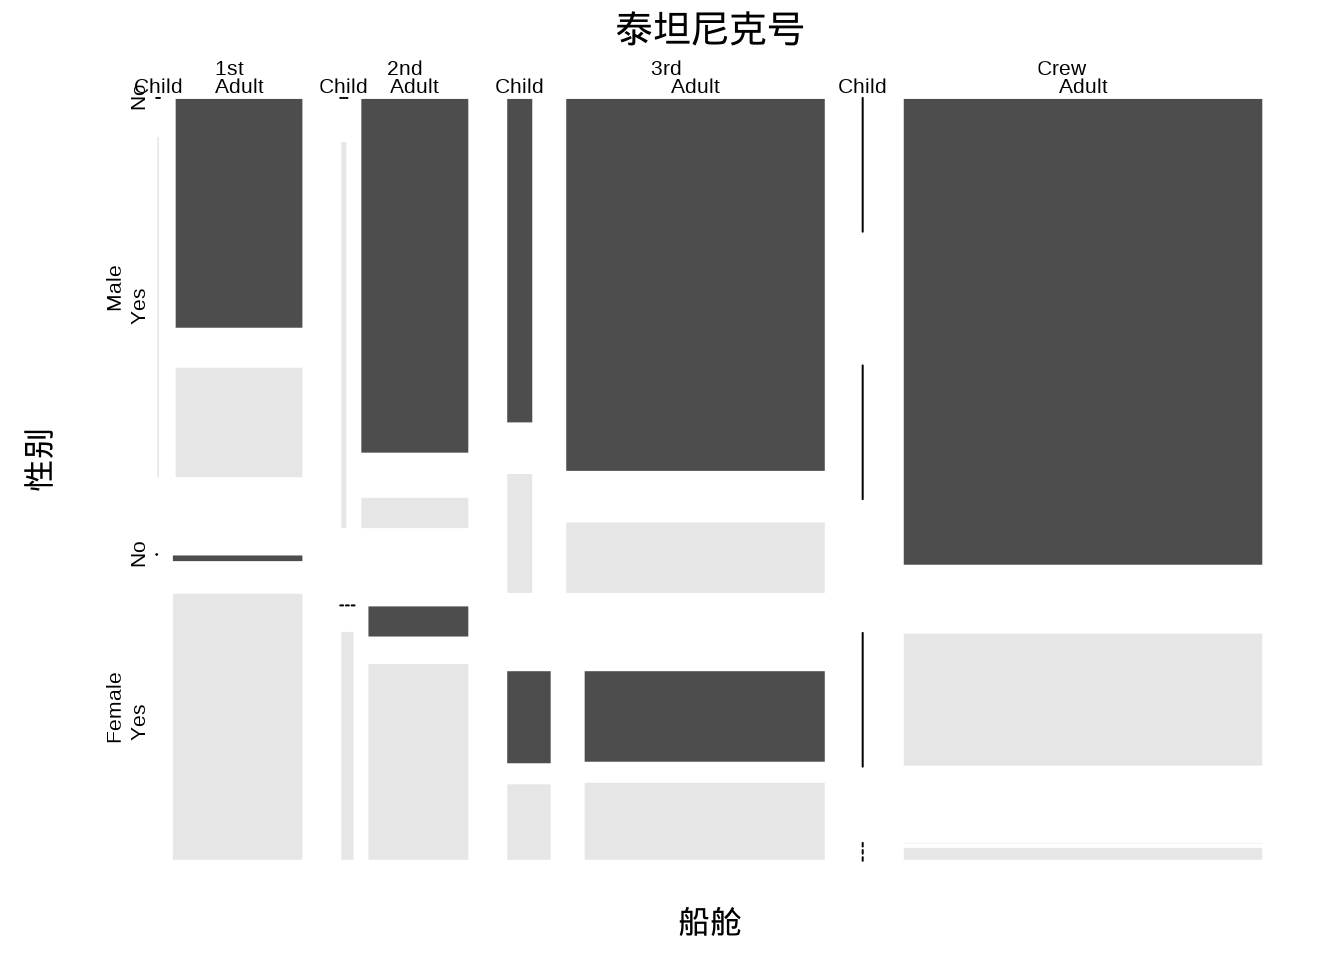 泰坦尼克号
1st 2nd 3rd Crew
Child Adult Child Adult Child Adult Child Adult
No
Male
Yes
性别
No
Female
Yes
船舱